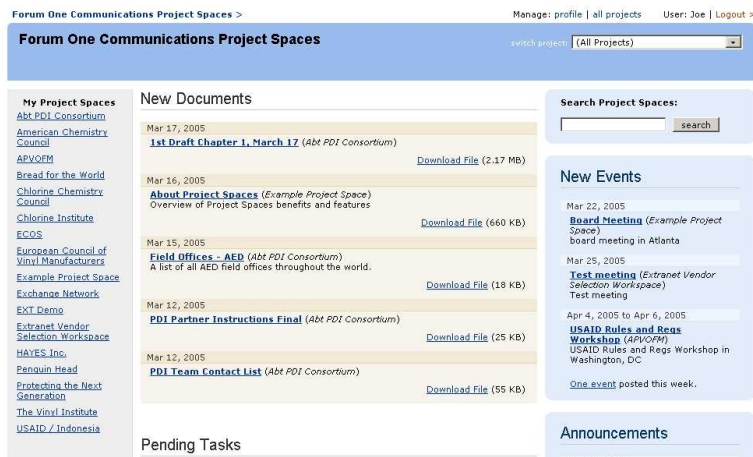 Forum One Communications Project Spaces >
Manage: profile | all projects User: Joe | Logout >
Forum One Communications Project Spaces
switch project: (All Projects)
My Project Spaces
Abt PDI Consortium
American Chemistry
Council
APVOFM
Bread for the World
Chlorine Chemistry
Council
Chlorine Institute
ECOS
European Council of
Vinyl Manufacturers
Example Project Space
Exchange Network
EXT Demo
Extranet Vendor
Selection Workspace
HAYES Inc.
Penguin Head
Protecting the Next
Generation
The Vinyl Institute
USAID / Indonesia
New Documents
Mar 17, 2005
1st Draft Chapter 1, March 17 (Abt PDI Consortium)
Download File (2.17 MB)
Mar 16, 2005
About Project Spaces (Example Project Space)
Overview of Project Spaces benefits and features
Download File (660 KB)
Mar 15, 2005
Field Offices - AED (Abt PDI Consortium)
A list of all AED field offices throughout the world.
Download File (18 KB)
Mar 12, 2005
PDI Partner Instructions Final (Abt PDI Consortium)
Download File (25 KB)
Mar 12, 2005
PDI Team Contact List (Abt PDI Consortium)
Download File (55 KB)
Pending Tasks
Search Project Spaces:
search
New Events
Mar 22, 2005
Board Meeting (Example Project
Space)
board meeting in Atlanta
Mar 25, 2005
Test meeting (Extranet Vendor
Selection Workspace)
Test meeting
Apr 4, 2005 to Apr 6, 2005
USAID Rules and Regs
Workshop (APVOFM)
USAID Rules and Regs Workshop in
Washington, DC
One event posted this week.
Announcements